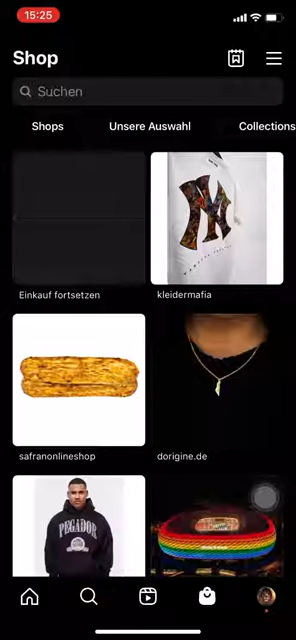 15:25
Shop
Suchen
Shops
Unsere Auswahl
Collections
Einkauf fortsetzen
kleidermafia
safranonlineshop
dorigine.de
PEGADOR